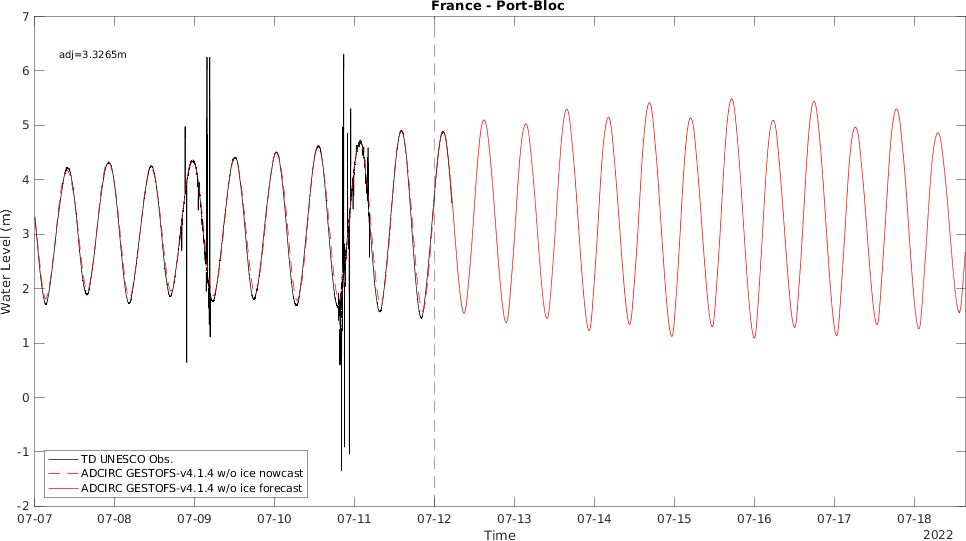 France - Port-Bloc
adj=3.3265m
Water Level (m)
7
6
5
4
3
2
1
0
-1
-2
TD UNESCO Obs.
ADCIRC GESTOFS-v4.1.4 w/o ice nowcast
ADCIRC GESTOFS-v4.1.4 w/o ice forecast
07-07 07-08 07-09 07-10 07-11 07-12 07-13 07-14 07-15 07-16 07-17 07-18
Time
2022